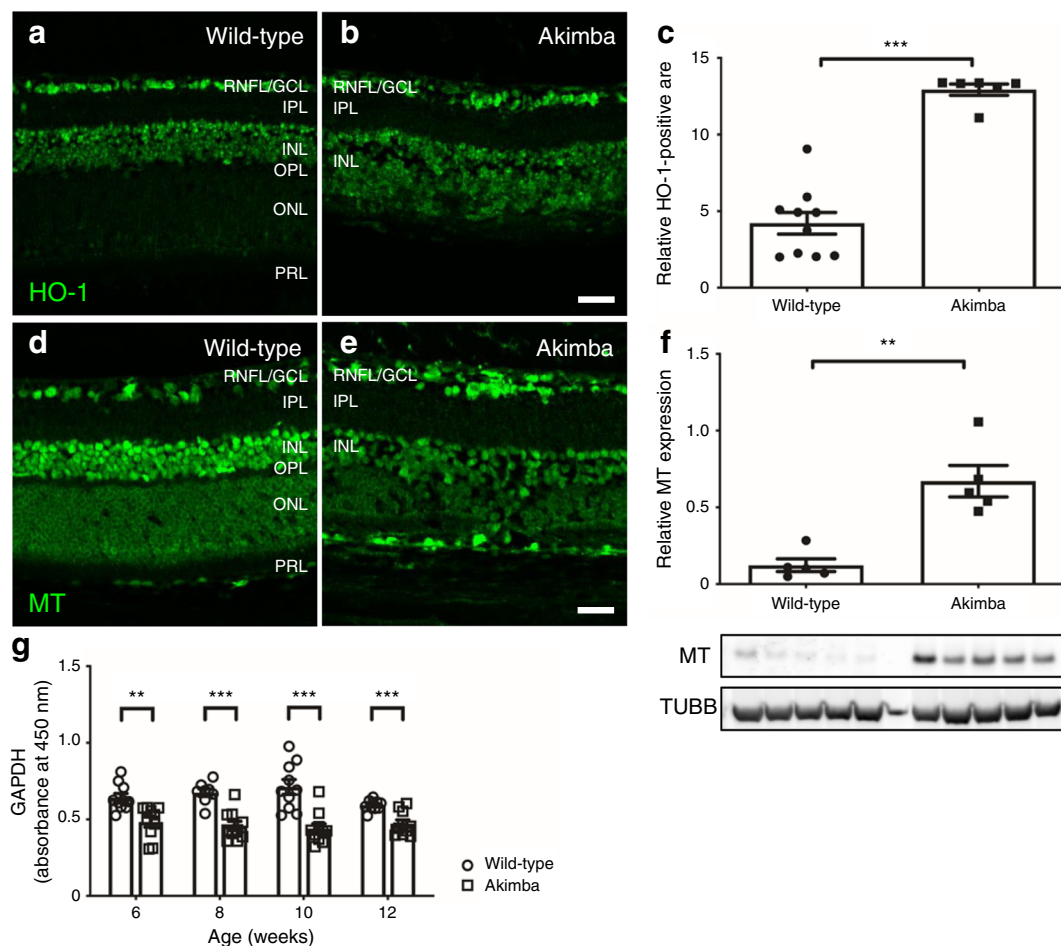 a Wild-type
RNFL/GCL
IPL
INL
OPL
ONL
PRL
HO-1
b Akimba
RNFL/GCL
IPL
INL
c
***
15
10
5
0
Relative HO-1-positive are
Wild-type Akimba
d Wild-type
RNFL/GCL
IPL
INL
OPL
ONL
PRL
MT
e Akimba
RNFL/GCL
IPL
INL
f
**
1.5
1.0
0.5
0
Relative MT expression
Wild-type Akimba
MT
TUBB
g
1.5
1.0
0.5
0
GAPDH
(absorbance at 450 nm)
** *** *** ***
6 8 10 12
Age (weeks)
Wild-type
Akimba